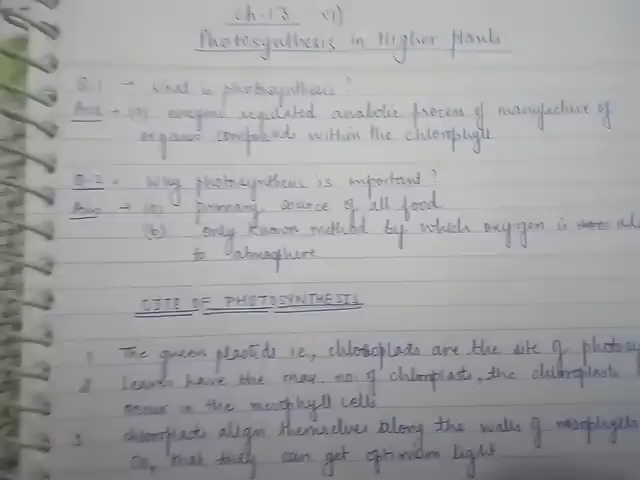 Ch. 13 XI)
Photosynthesis in Higher plants
Q.1 → what is photosynthesis?
Ans → (a) enzyme regulated anabolic process of manufacture of
organic compounds within the chlorophyll
Q.2 - Why photosynthesis is important?
Ans → (a) primary source of all food
(b) only known method by which oxygen is
to atmosphere
SITE OF PHOTOSYNTHESIS
1 The green plastids i.e, chloroplasts are the site of photosy
2 Leaves have the max. no. of chloroplasts, the chloroplasts
occur in the mesophyll cells
3 chloroplasts align themselves along the walls of mesophylls
so, that they can get optimum light